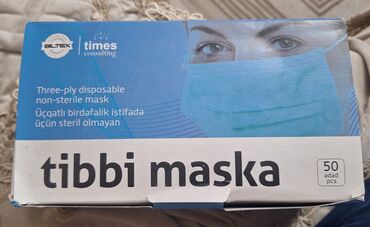 SILTEX
times
consulting
Three-ply disposable
non-sterile mask
Üçqatlı birdəfəlik istifadə
üçün steril olmayan
tibbi maska
50
ədəd
pcs